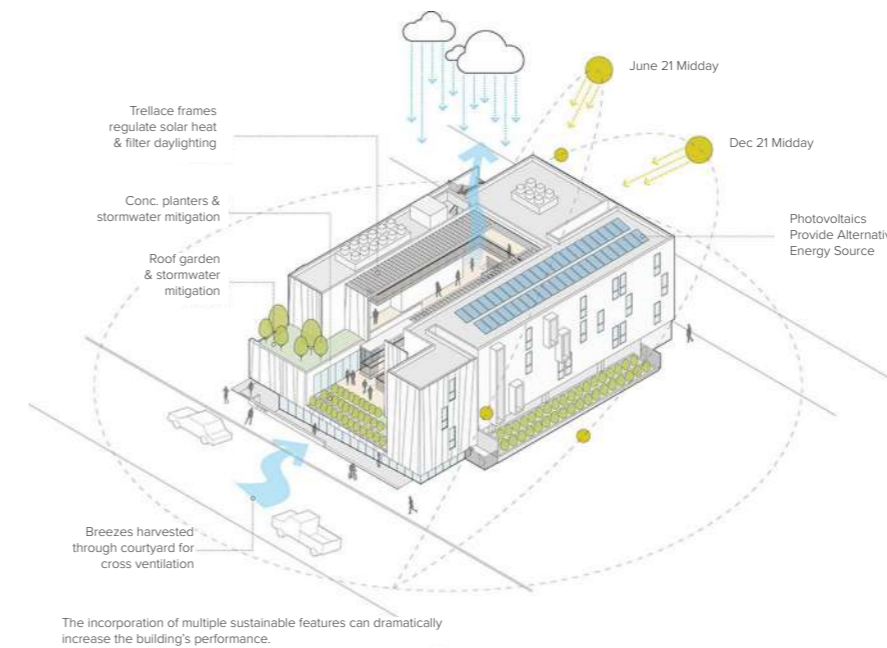 June 21 Midday
Trellace frames
regulate solar heat
& filter daylighting
Dec 21 Midday
Conc. planters &
stormwater mitigation
Photovoltaics
Provide Alternativ
Energy Source
Roof garden
& stormwater
mitigation
Breezes harvested
through courtyard for
cross ventilation
The incorporation of multiple sustainable features can dramatically
increase the building's performance.